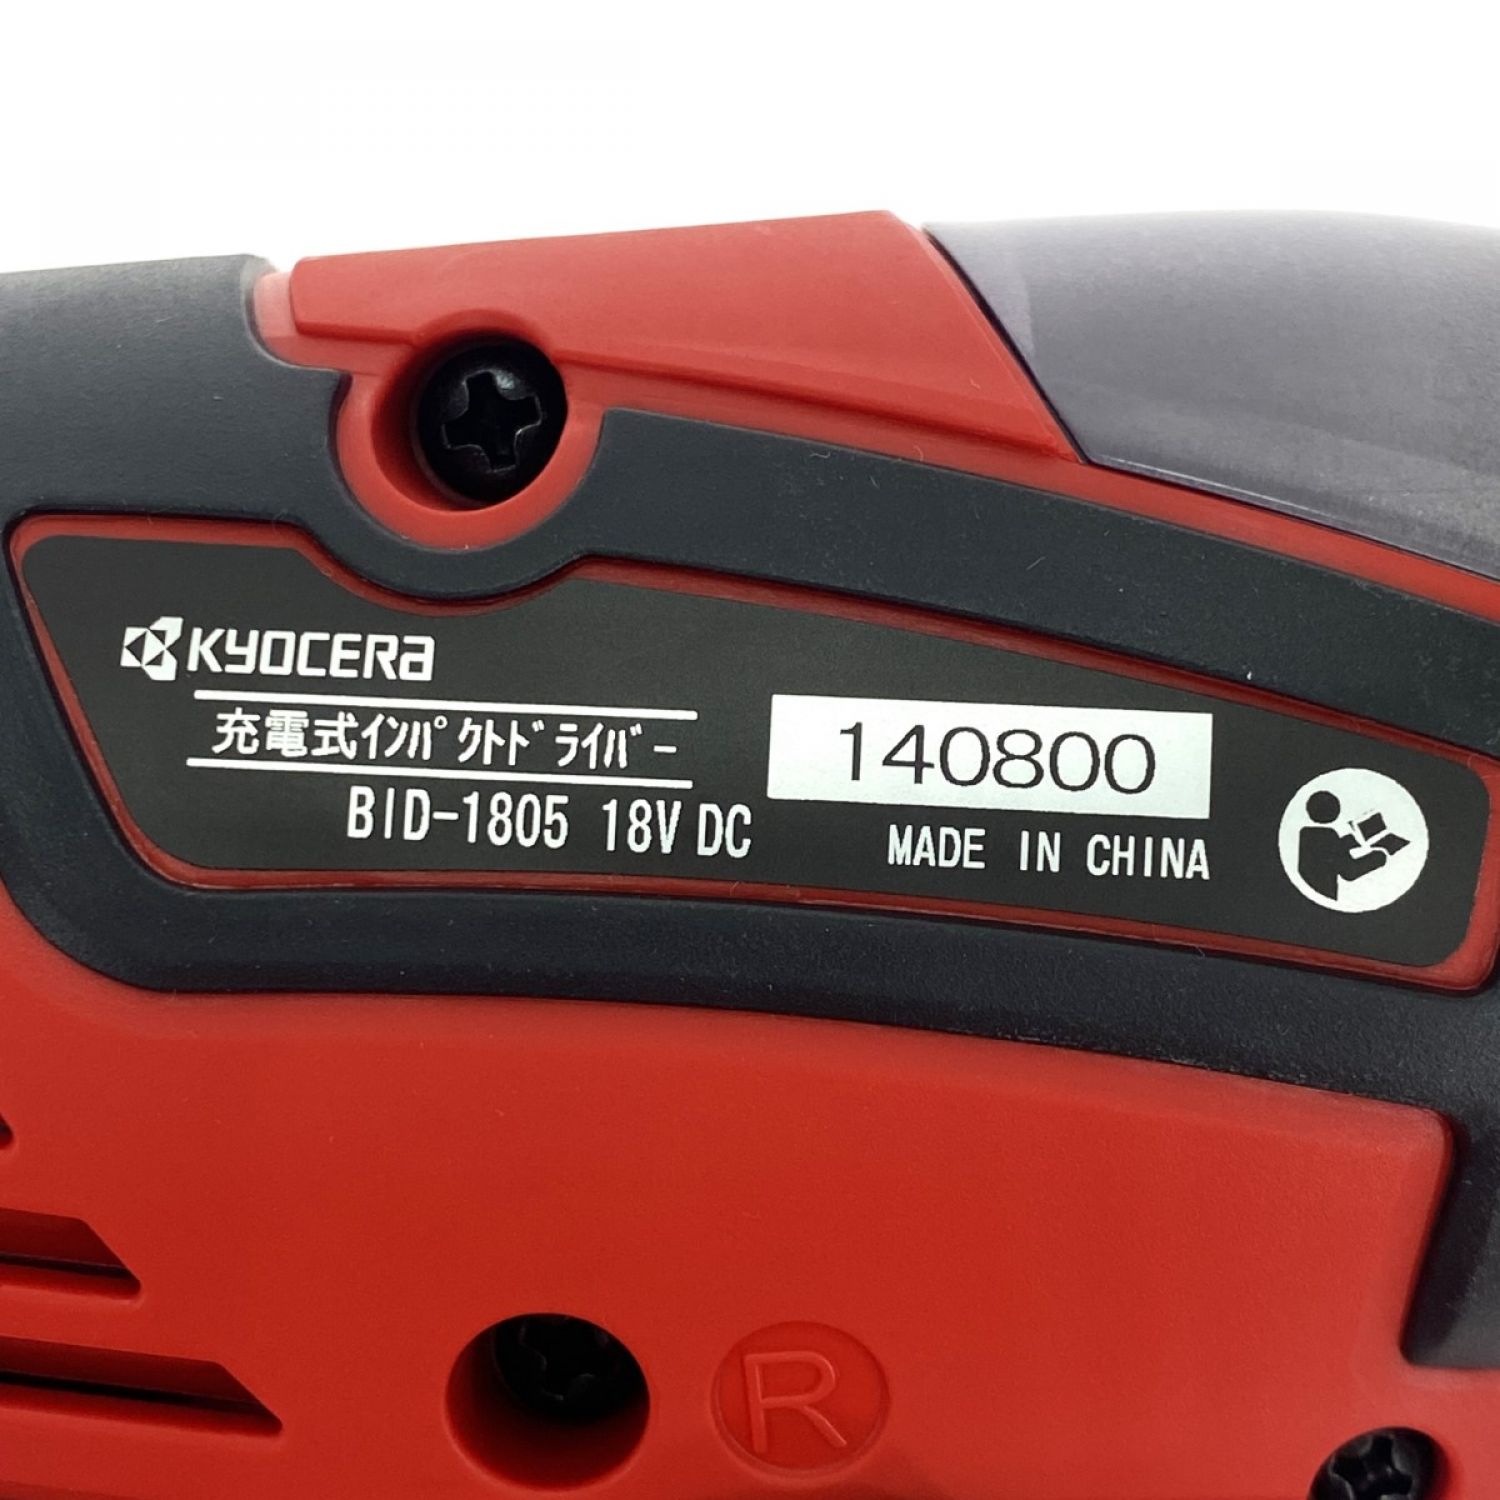 KYOCERA
充電式インパクトドライバー
BID-1805 18V DC
140800
MADE IN CHINA
R